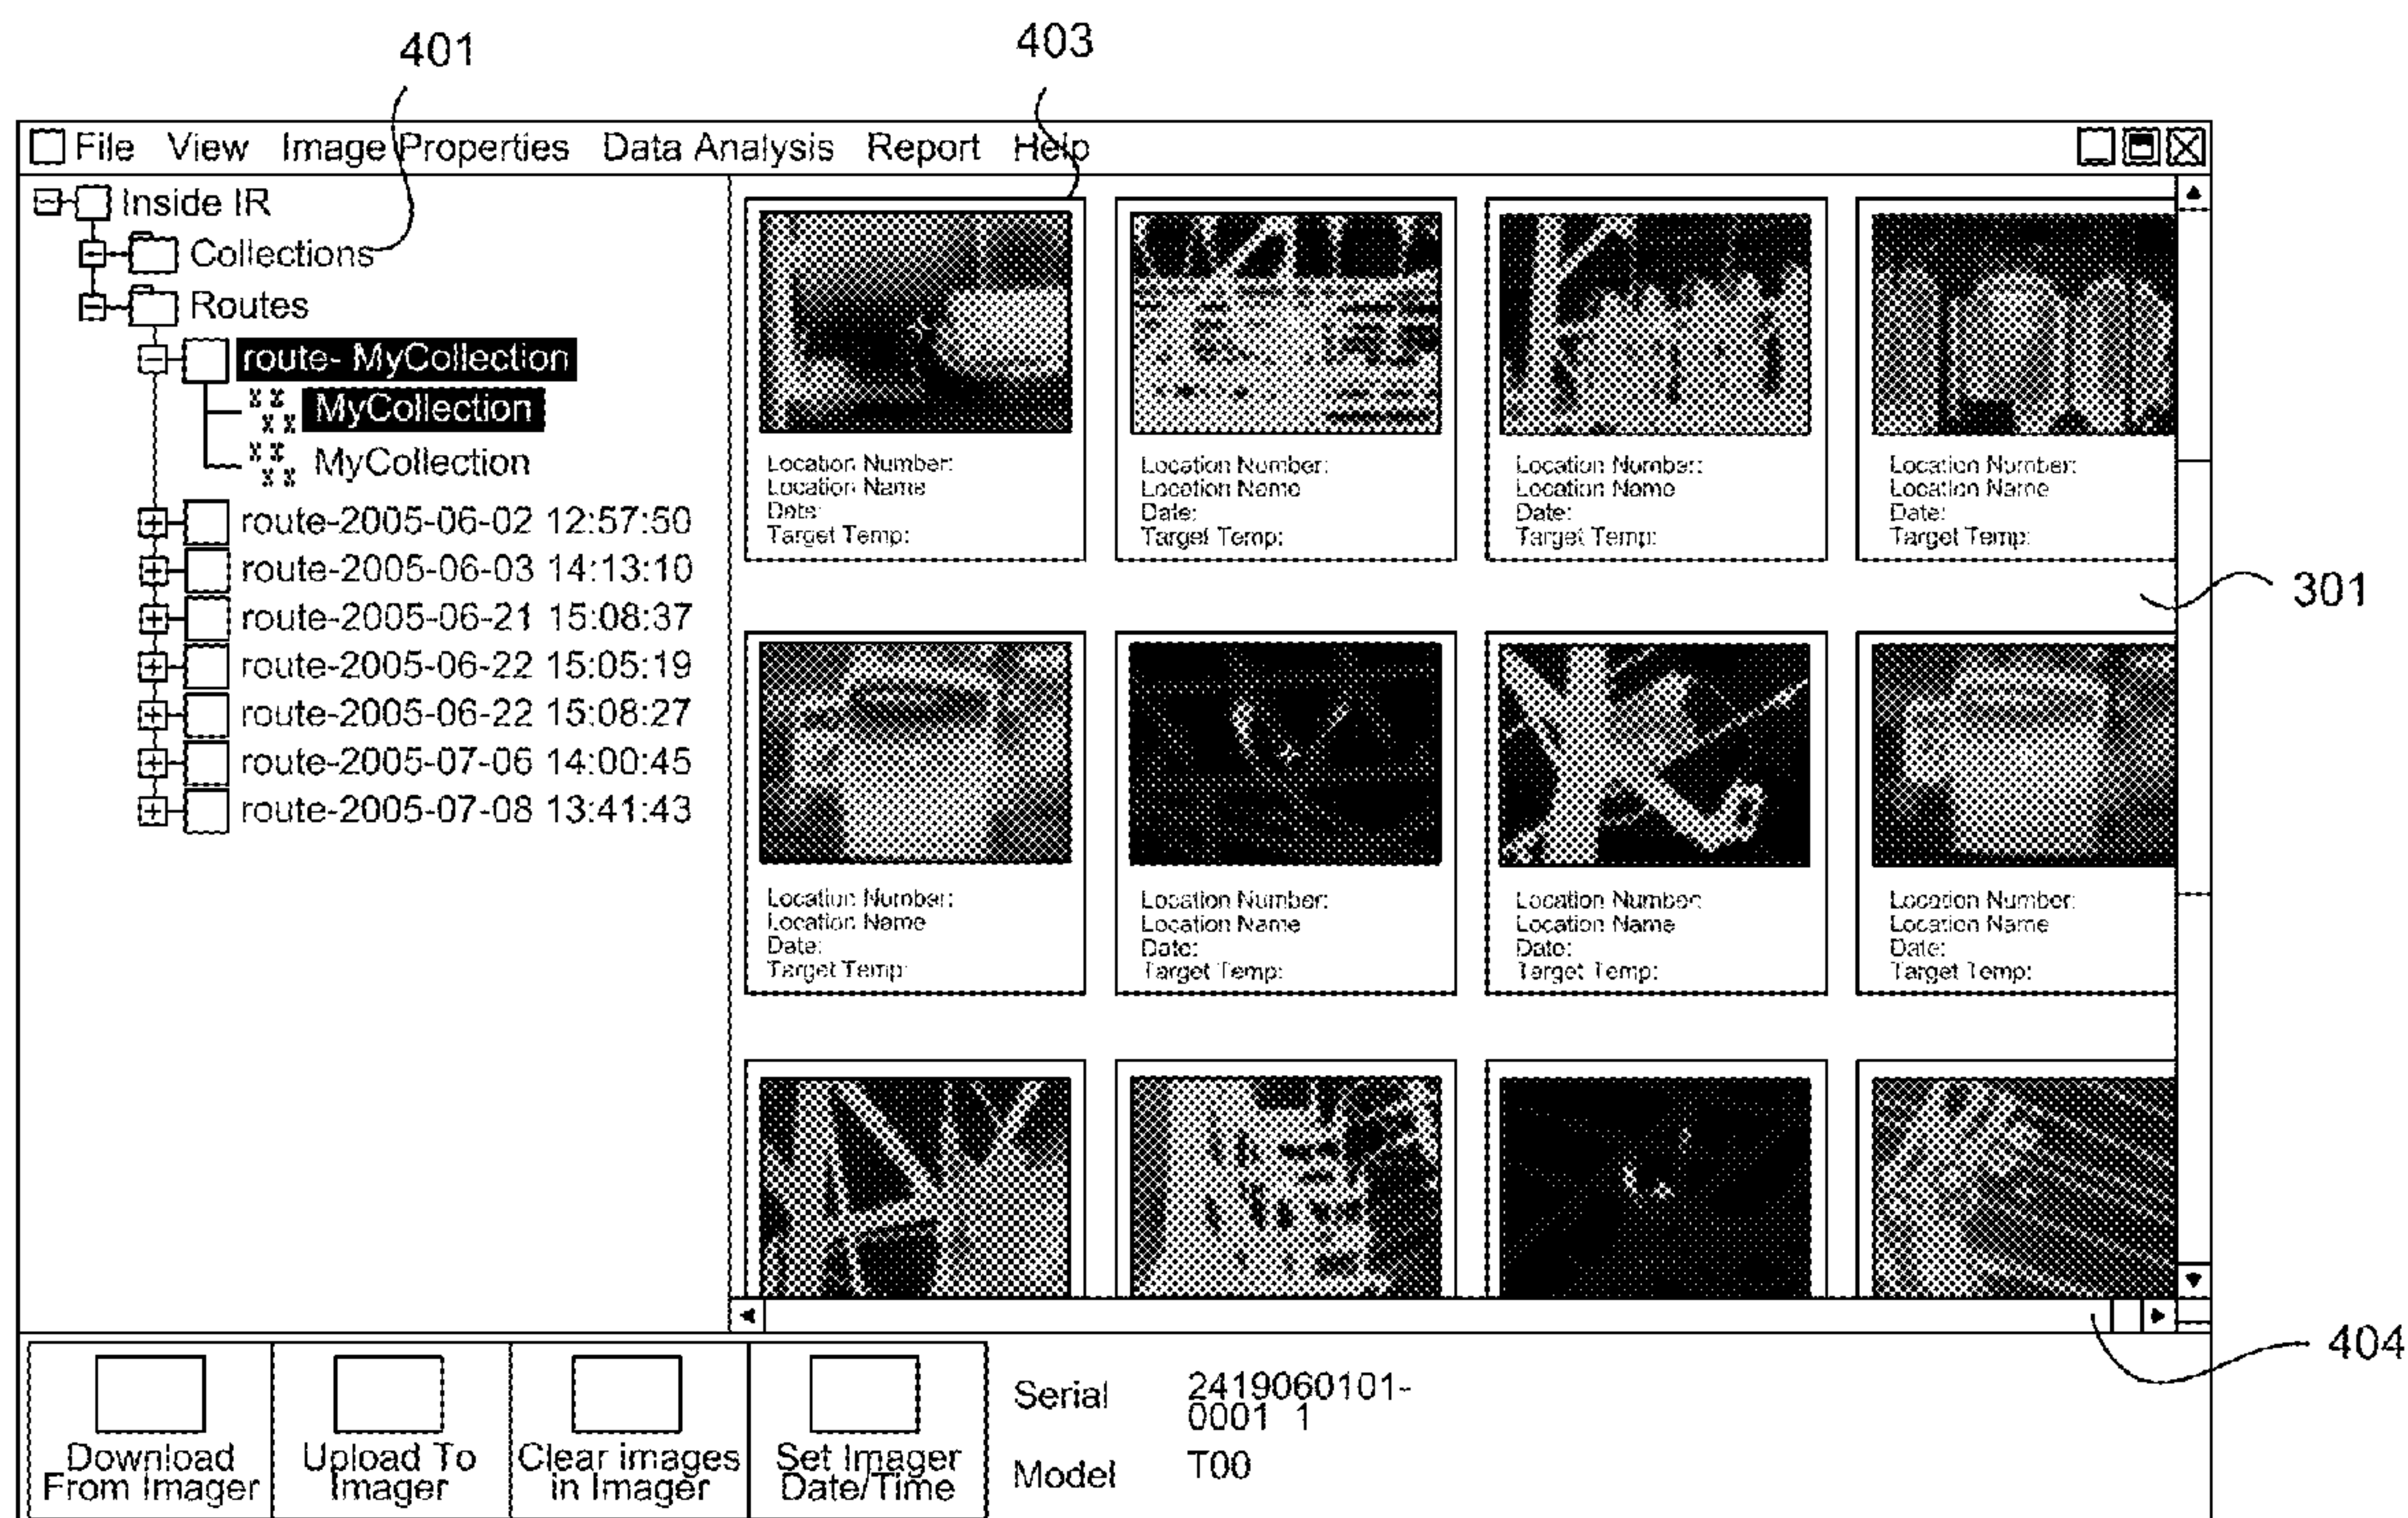 401
403
File View Image Properties Data Analysis Report Help
Inside IR
Collections
Routes
route- MyCollection
MyCollection
MyCollection
route-2005-06-02 12:57:50
route-2005-06-03 14:13:10
route-2005-06-21 15:08:37
route-2005-06-22 15:05:19
route-2005-06-22 15:08:27
route-2005-07-06 14:00:45
route-2005-07-08 13:41:43
Location Number:
Location Name
Date:
Target Temp:
Location Number:
Location Name
Date:
Target Temp:
Location Number:
Location Name
Date:
Target Temp:
Location Number:
Location Name
Date:
Target Temp:
301
Location Number:
Location Name
Date:
Target Temp:
Location Number:
Location Name
Date:
Target Temp:
Location Number:
Location Name
Date:
Target Temp:
Location Number:
Location Name
Date:
Target Temp:
404
Download
From Imager
Upload To
Imager
Clear images
in Imager
Set Imager
Date/Time
Serial 2419060101-
0001 1
Model T00